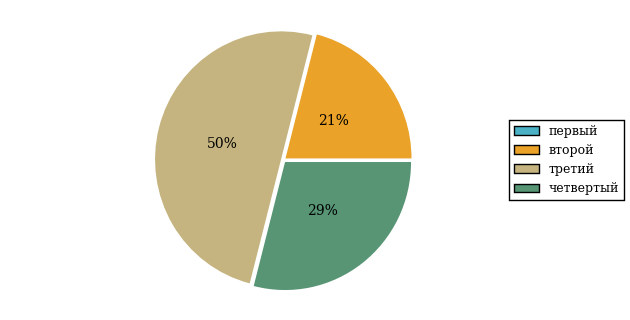 21%
50%
29%
первый
второй
третий
четвертый